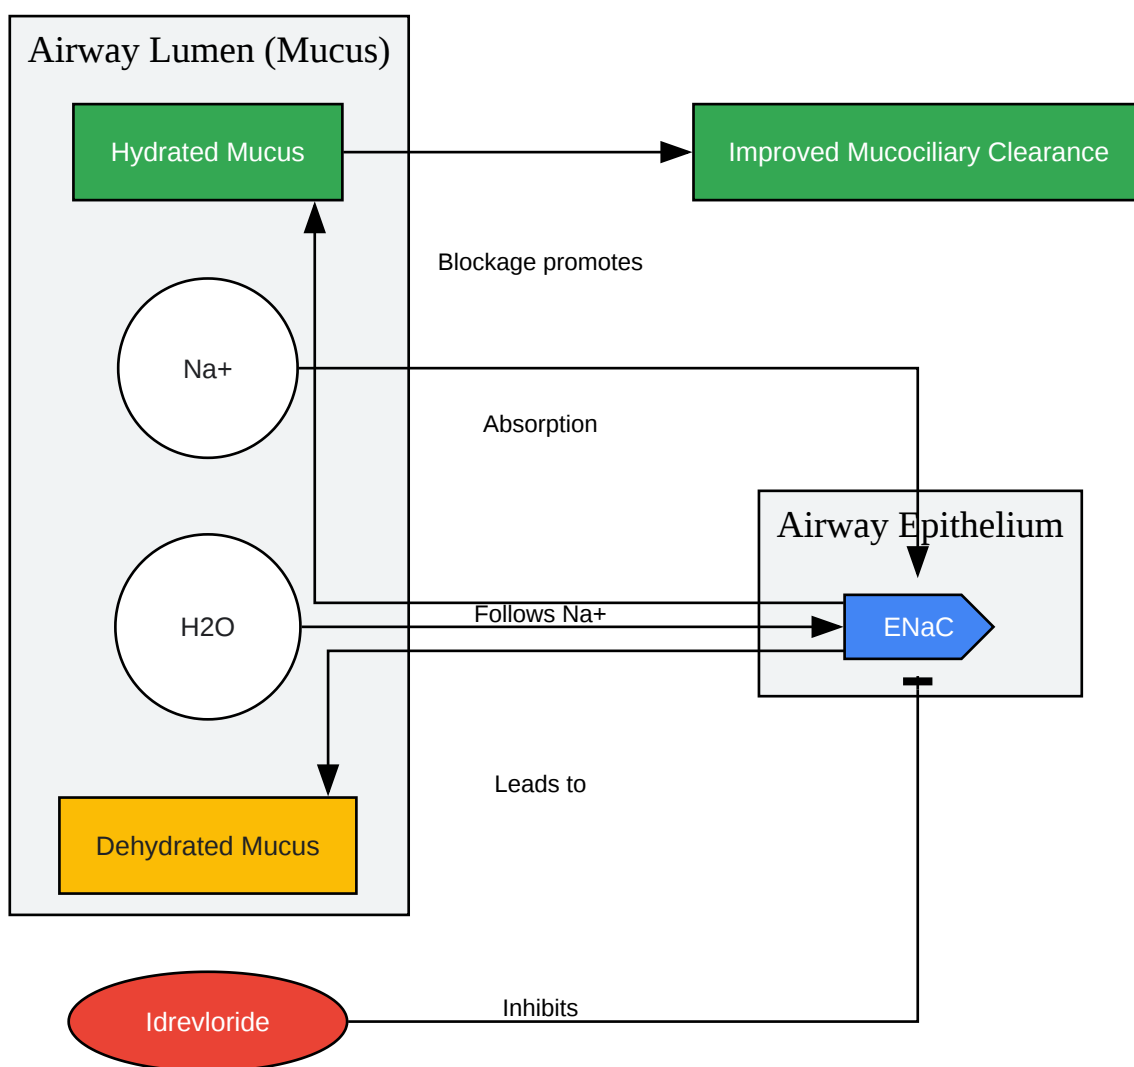 Airway Lumen (Mucus)
Hydrated Mucus
Improved Mucociliary Clearance
Blockage promotes
Na+
Absorption
Airway Epithelium
Follows Na+
H2O
ENaC
Leads to
Dehydrated Mucus
Inhibits
Idrevloride